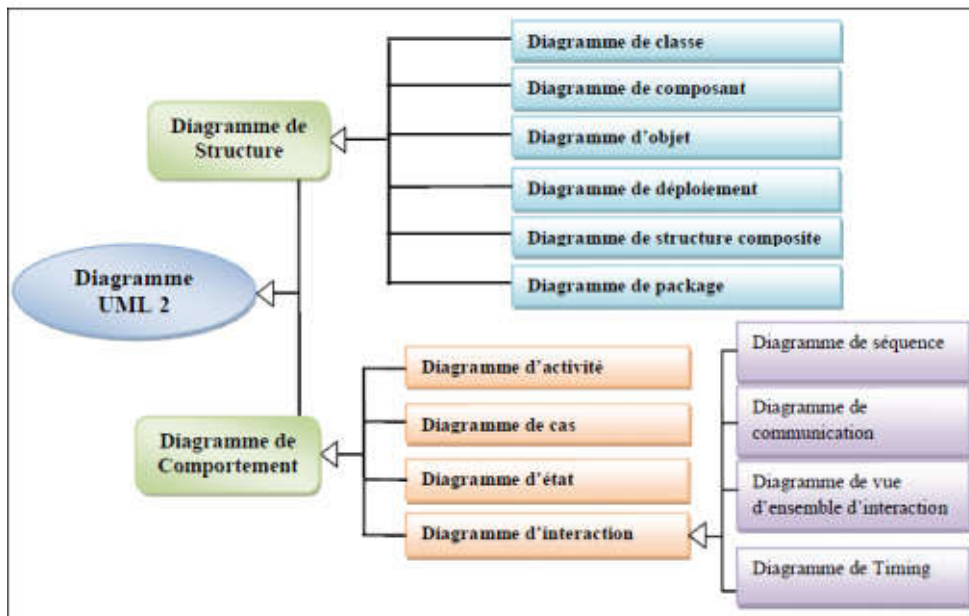 Diagramme de
Structure
Diagramme de classe
Diagramme de composant
Diagramme d'objet
Diagramme de déploiement
Diagramme de structure composite
Diagramme de package
Diagramme
UML 2
Diagramme de
Comportement
Diagramme d'activité
Diagramme de cas
Diagramme d'état
Diagramme d'interaction
Diagramme de séquence
Diagramme de
communication
Diagramme de vue
d'ensemble d'interaction
Diagramme de Timing